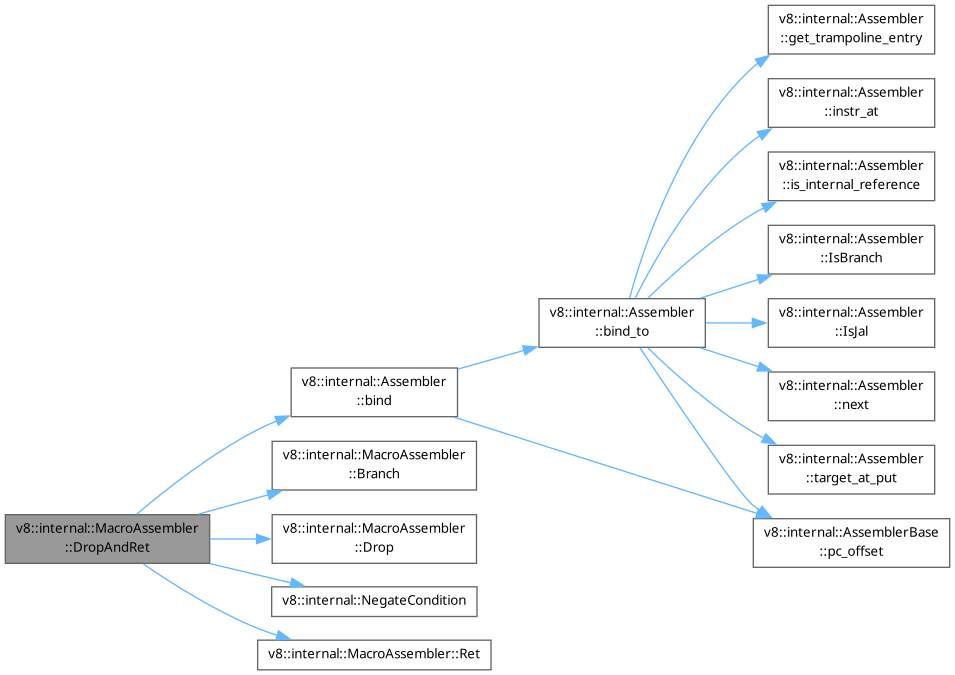 v8::internal::Assembler
::get_trampoline_entry
v8::internal::Assembler
::instr_at
v8::internal::Assembler
::is_internal_reference
v8::internal::Assembler
::IsBranch
v8::internal::Assembler
::bind_to
v8::internal::Assembler
::IsJal
v8::internal::Assembler
::bind
v8::internal::Assembler
::next
v8::internal::MacroAssembler
::Branch
v8::internal::Assembler
::target_at_put
v8::internal::MacroAssembler
::DropAndRet
v8::internal::MacroAssembler
::Drop
v8::internal::AssemblerBase
::pc_offset
v8::internal::NegateCondition
v8::internal::MacroAssembler::Ret